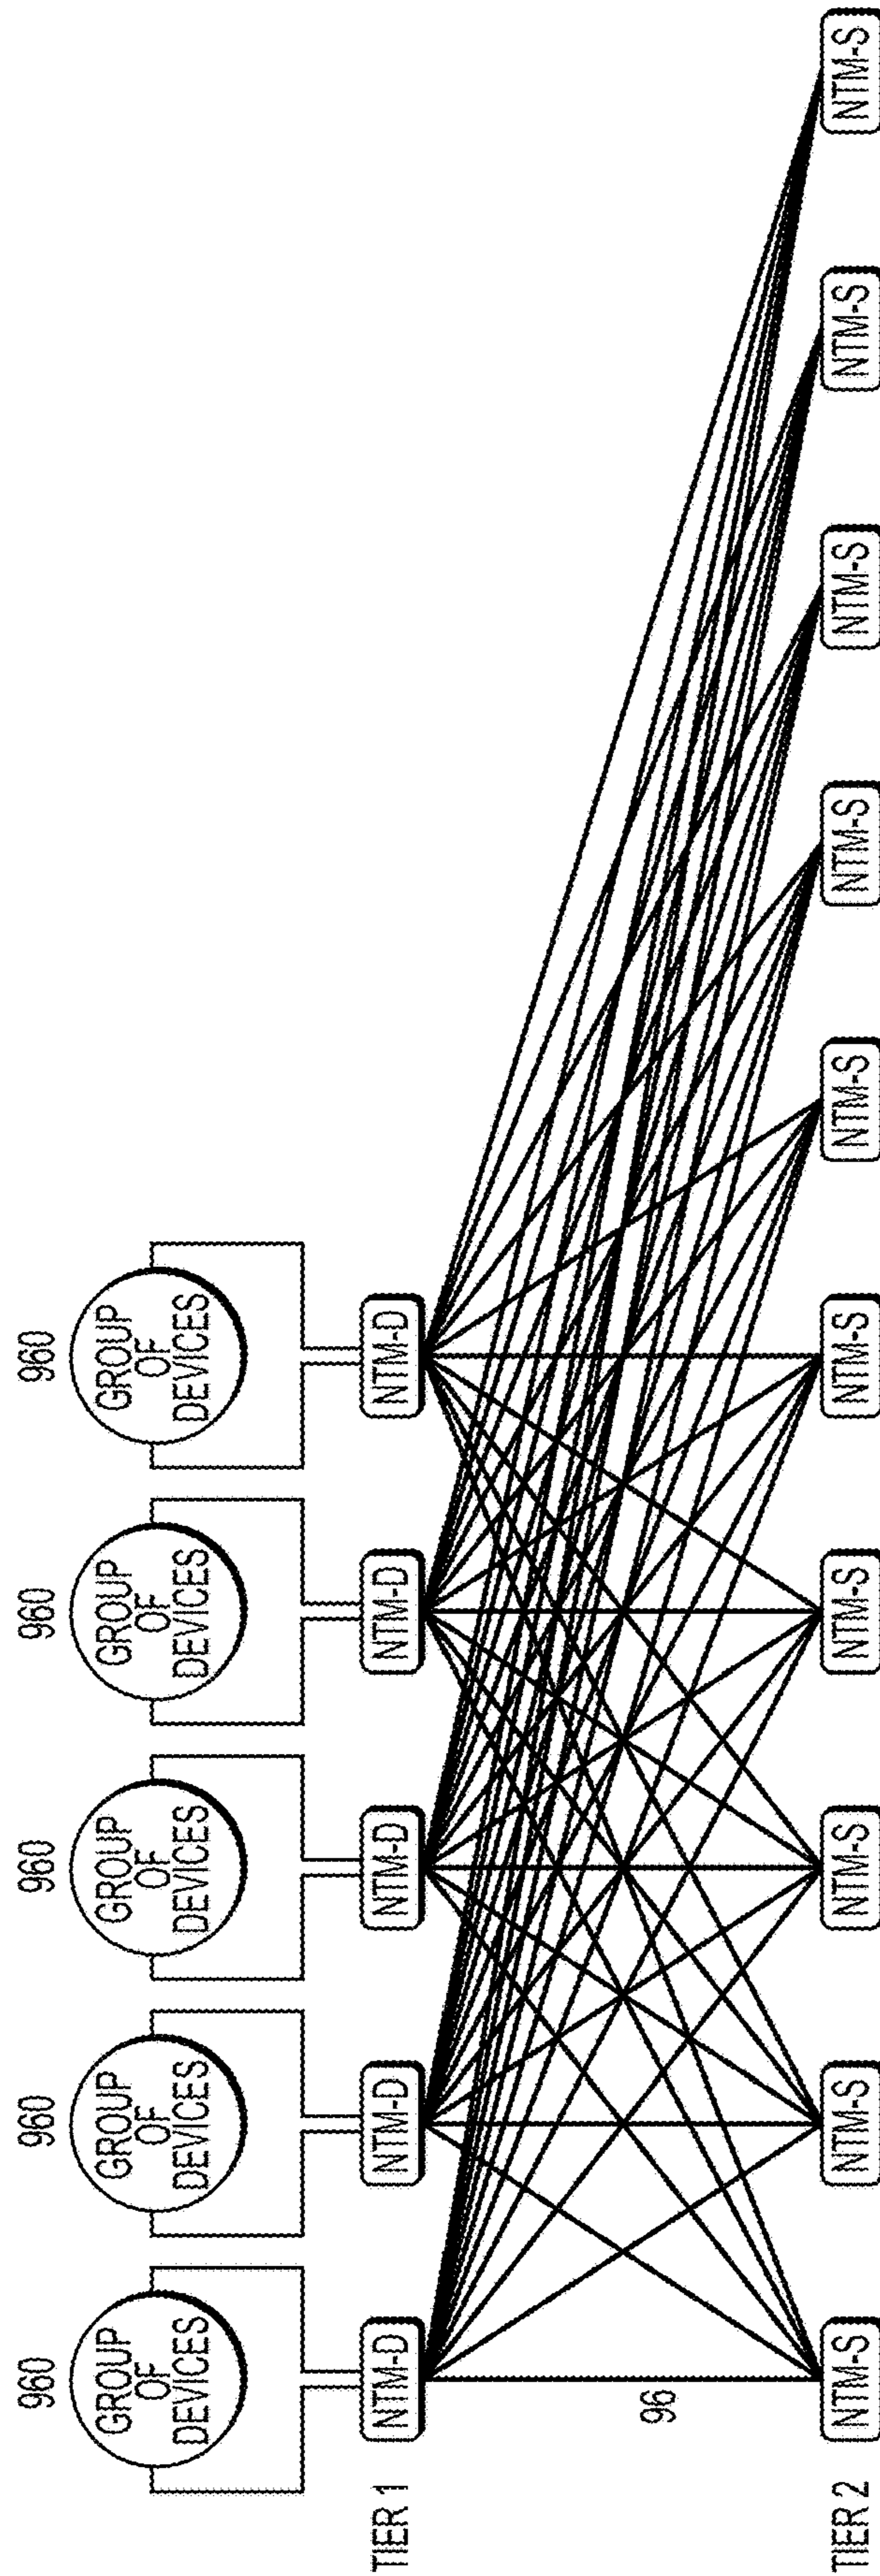 960
960
960
960
960
GROUP
OF
DEVICES
GROUP
OF
DEVICES
GROUP
OF
DEVICES
GROUP
OF
DEVICES
GROUP
OF
DEVICES
TIER 1
NTM-D
NTM-D
NTM-D
NTM-D
NTM-D
96
TIER 2
NTM-S
NTM-S
NTM-S
NTM-S
NTM-S
NTM-S
NTM-S
NTM-S
NTM-S
NTM-S